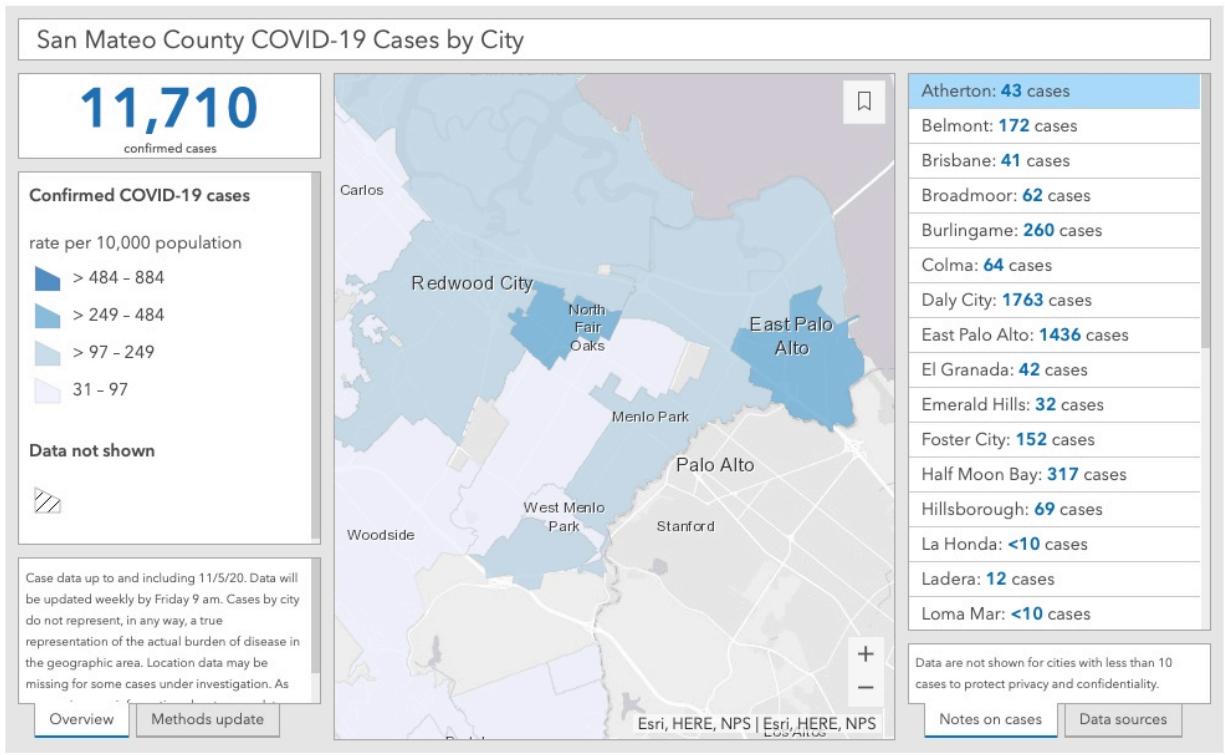 San Mateo County COVID-19 Cases by City
11,710
confirmed cases
Confirmed COVID-19 cases
rate per 10,000 population
> 484 - 884
> 249 - 484
> 97 - 249
31 - 97
Data not shown
Case data up to and including 11/5/20. Data will
be updated weekly by Friday 9 am. Cases by city
do not represent, in any way, a true
representation of the actual burden of disease in
the geographic area. Location data may be
missing for some cases under investigation. As
Overview
Methods update
Carlos
Redwood City
North
Fair
Oaks
East Palo
Alto
Menlo Park
Palo Alto
West Menlo
Park
Stanford
Woodside
+
−
Esri, HERE, NPS | Esri, HERE, NPS
Los Altos
Atherton: 43 cases
Belmont: 172 cases
Brisbane: 41 cases
Broadmoor: 62 cases
Burlingame: 260 cases
Colma: 64 cases
Daly City: 1763 cases
East Palo Alto: 1436 cases
El Granada: 42 cases
Emerald Hills: 32 cases
Foster City: 152 cases
Half Moon Bay: 317 cases
Hillsborough: 69 cases
La Honda: <10 cases
Ladera: 12 cases
Loma Mar: <10 cases
Data are not shown for cities with less than 10
cases to protect privacy and confidentiality.
Notes on cases
Data sources